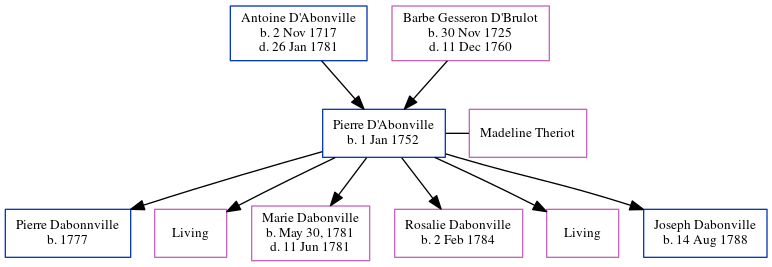 Antoine D'Abonville
b. 2 Nov 1717
d. 26 Jan 1781
Barbe Gesseron D'Brulot
b. 30 Nov 1725
d. 11 Dec 1760
Pierre D'Abonville
b. 1 Jan 1752
Madeline Theriot
Pierre Dabonnville
b. 1777
Living
Marie Dabonville
b. May 30, 1781
d. 11 Jun 1781
Rosalie Dabonville
b. 2 Feb 1784
Living
Joseph Dabonville
b. 14 Aug 1788